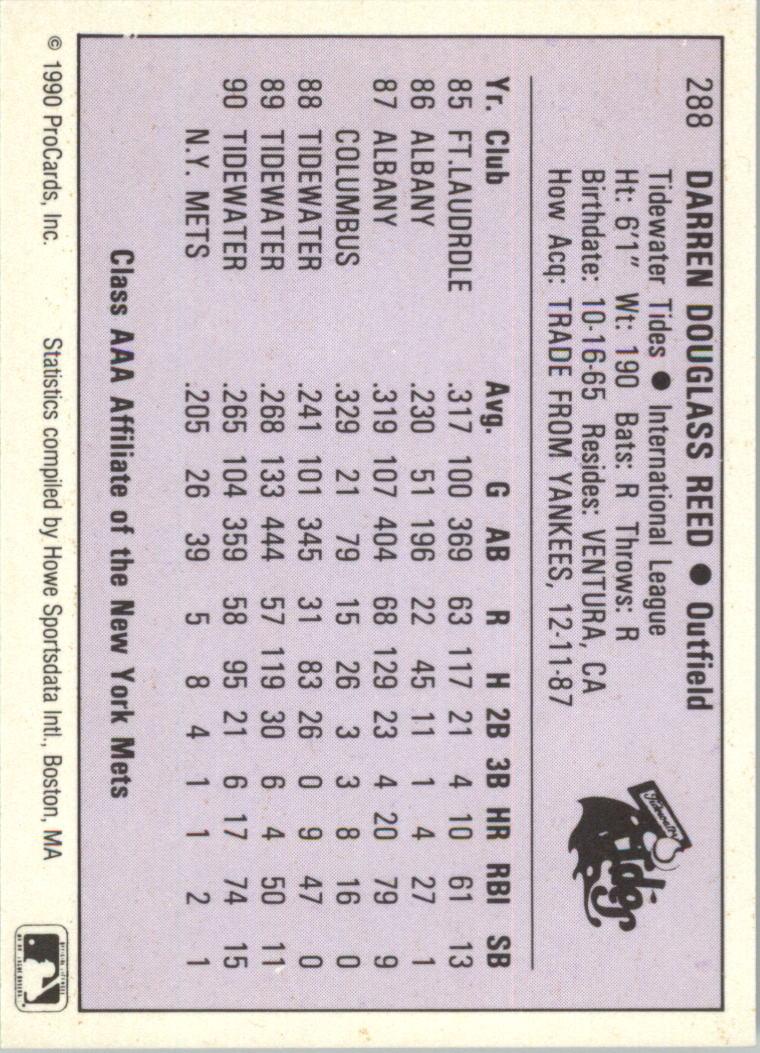 288 DARREN DOUGLASS REED ● Outfield
Tidewater Tides ● International League
Ht: 6'1" Wt: 190 Bats: R Throws: R
Birthdate: 10-16-65 Resides: VENTURA, CA
How Acq: TRADE FROM YANKEES, 12-11-87
Tidewater
Tides
Yr. Club Avg. G AB R H 2B 3B HR RBI SB
85 FT.LAUDRDLE .317 100 369 63 117 21 4 10 61 13
86 ALBANY .230 51 196 22 45 11 1 4 27 1
87 ALBANY .319 107 404 68 129 23 4 20 79 9
COLUMBUS .329 21 79 15 26 3 3 8 16 0
88 TIDEWATER .241 101 345 31 83 26 0 9 47 0
89 TIDEWATER .268 133 444 57 119 30 6 4 50 11
90 TIDEWATER .265 104 359 58 95 21 6 17 74 15
N.Y. METS .205 26 39 5 8 4 1 1 2 1
Class AAA Affiliate of the New York Mets
© 1990 ProCards, Inc. Statistics compiled by Howe Sportsdata Intl., Boston, MA